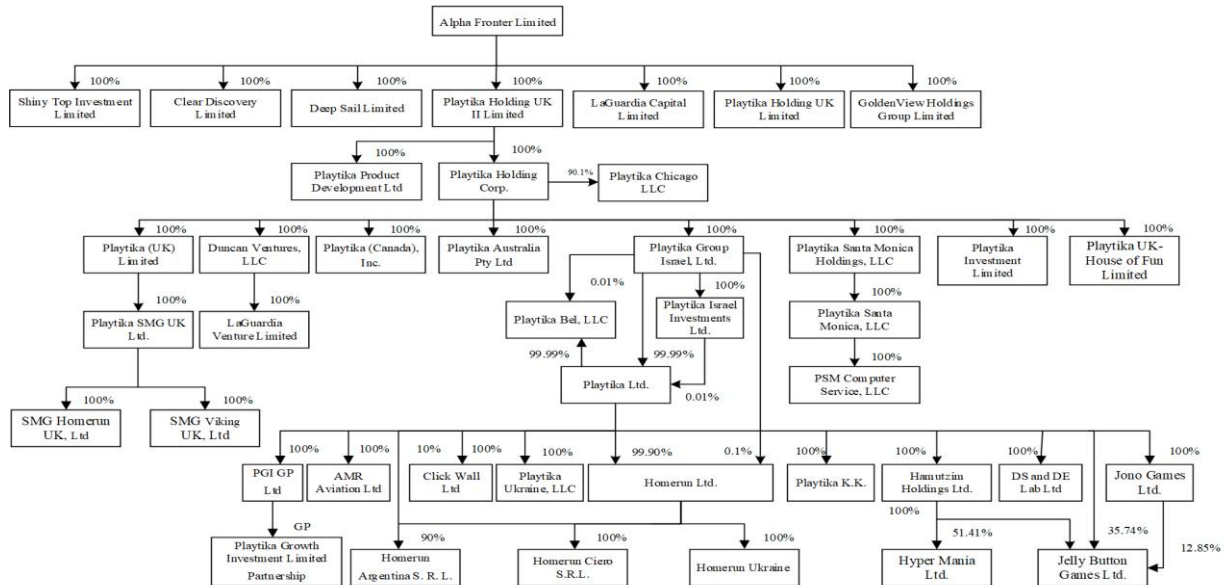 Alpha Fronter Limited
100%
100%
100%
100%
100%
100%
100%
Shiny Top Investment
Limited
Clear Discovery
Limited
Deep Sail Limited
Playtika Holding UK
II Limited
LaGuardia Capital
Limited
Playtika Holding UK
Limited
GoldenView Holdings
Group Limited
100%
100%
Playtika Product
Development Ltd
Playtika Holding
Corp.
90.1%
Playtika Chicago
LLC
100%
100%
100%
100%
100%
100%
100%
100%
Playtika (UK)
Limited
Duncan Ventures,
LLC
Playtika (Canada),
Inc.
Playtika Australia
Pty Ltd
Playtika Group
Israel, Ltd.
Playtika Santa Monica
Holdings, LLC
Playtika
Investment
Limited
Playtika UK-
House of Fun
Limited
100%
100%
0.01%
100%
100%
Playtika SMG UK
Ltd.
LaGuardia
Venture Limited
Playtika Bel, LLC
Playtika Israel
Investments Ltd.
Playtika Santa
Monica, LLC
99.99%
99.99%
100%
Playtika Ltd.
0.01%
PSM Computer
Service, LLC
100%
100%
SMG Homerun
UK, Ltd
SMG Viking
UK, Ltd
100%
100%
10%
100%
100%
99.90%
0.1%
100%
100%
100%
100%
PGI GP
Ltd
AMR
Aviation Ltd
Click Wall
Ltd
Playtika
Ukraine, LLC
Homerun Ltd.
Playtika K.K.
Hamutzin
Holdings Ltd.
DS and DE
Lab Ltd
Jono Games
Ltd.
GP
90%
100%
100%
100%
51.41%
35.74%
12.85%
Playtika Growth
Investment Limited
Partnership
Homerun
Argentina S. R. L.
Homerun Ciero
S.R.L.
Homerun Ukraine
Hyper Mania
Ltd.
Jelly Button
Games Ltd.